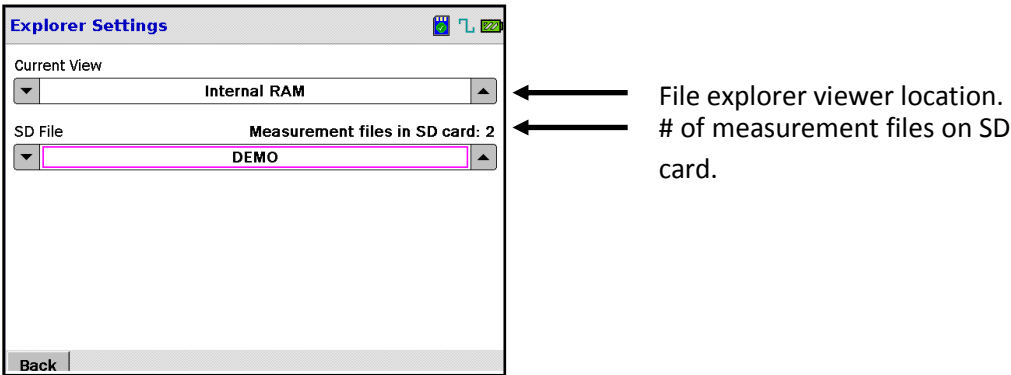 Explorer Settings
Current View
Internal RAM
File explorer viewer location.
SD File Measurement files in SD card: 2
# of measurement files on SD
card.
DEMO
Back